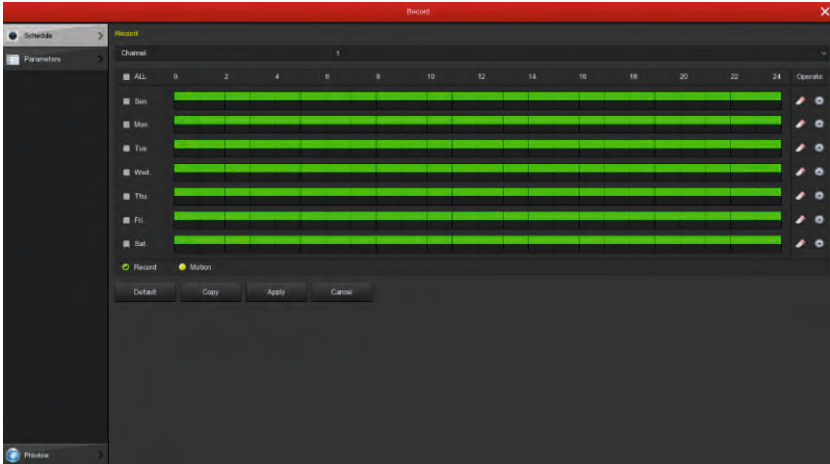 Record
Schedule
Parameters
Record
Channel 1
ALL 0 2 4 6 8 10 12 14 16 18 20 22 24 Operate
Sun.
Mon.
Tue.
Wed.
Thu.
Fri.
Sat.
Record Motion
Default Copy Apply Cancel
Preview